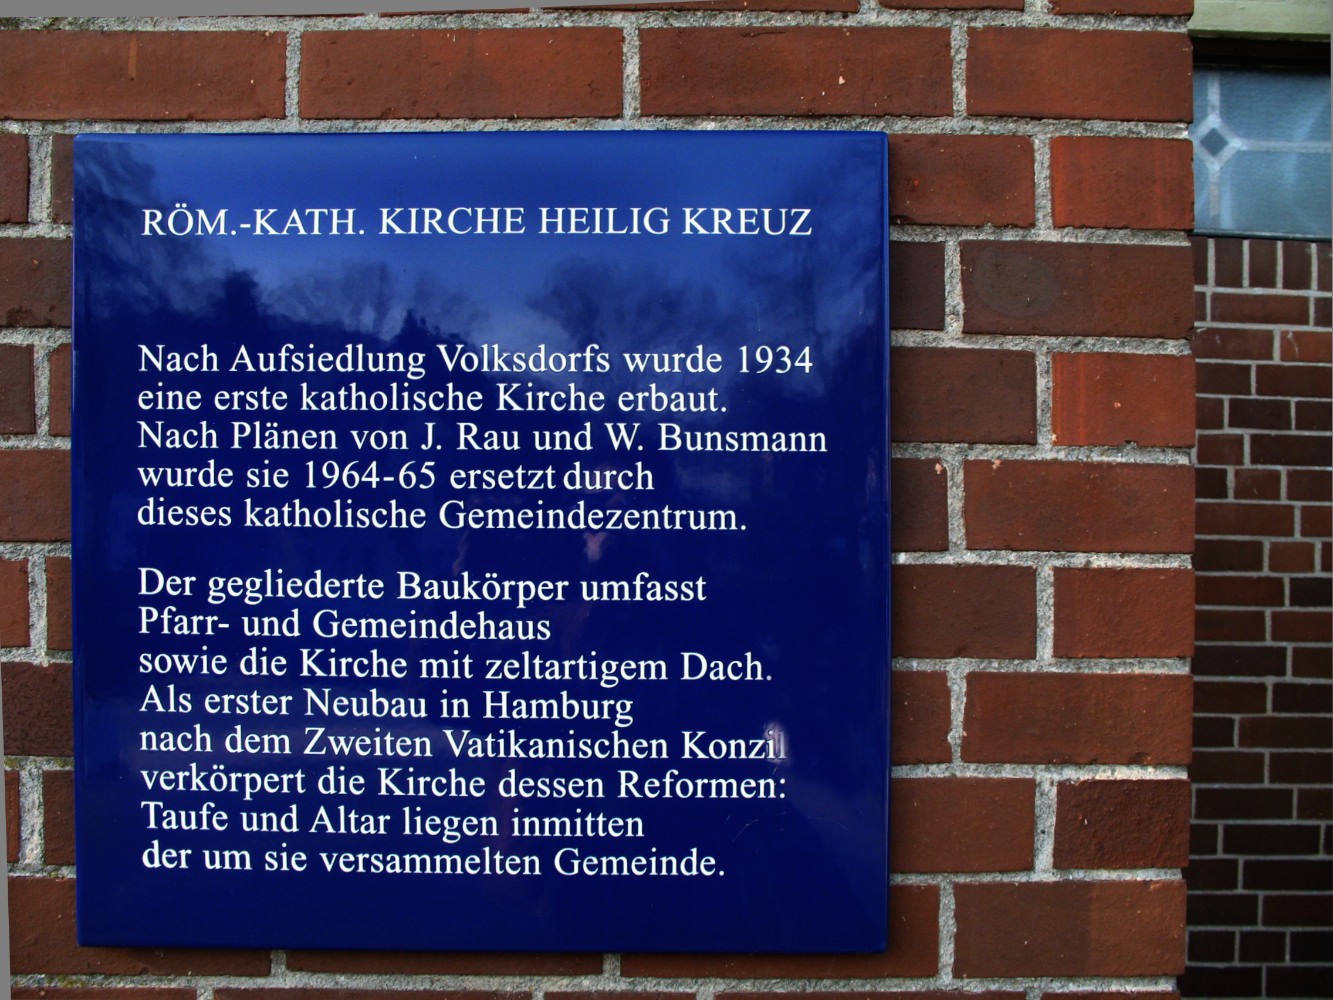 RÖM.-KATH. KIRCHE HEILIG KREUZ
Nach Aufsiedlung Volksdorfs wurde 1934
eine erste katholische Kirche erbaut.
Nach Plänen von J. Rau und W. Bunsmann
wurde sie 1964-65 ersetzt durch
dieses katholische Gemeindezentrum.
Der gegliederte Baukörper umfasst
Pfarr- und Gemeindehaus
sowie die Kirche mit zeltartigem Dach.
Als erster Neubau in Hamburg
nach dem Zweiten Vatikanischen Konzil
verkörpert die Kirche dessen Reformen:
Taufe und Altar liegen inmitten
der um sie versammelten Gemeinde.